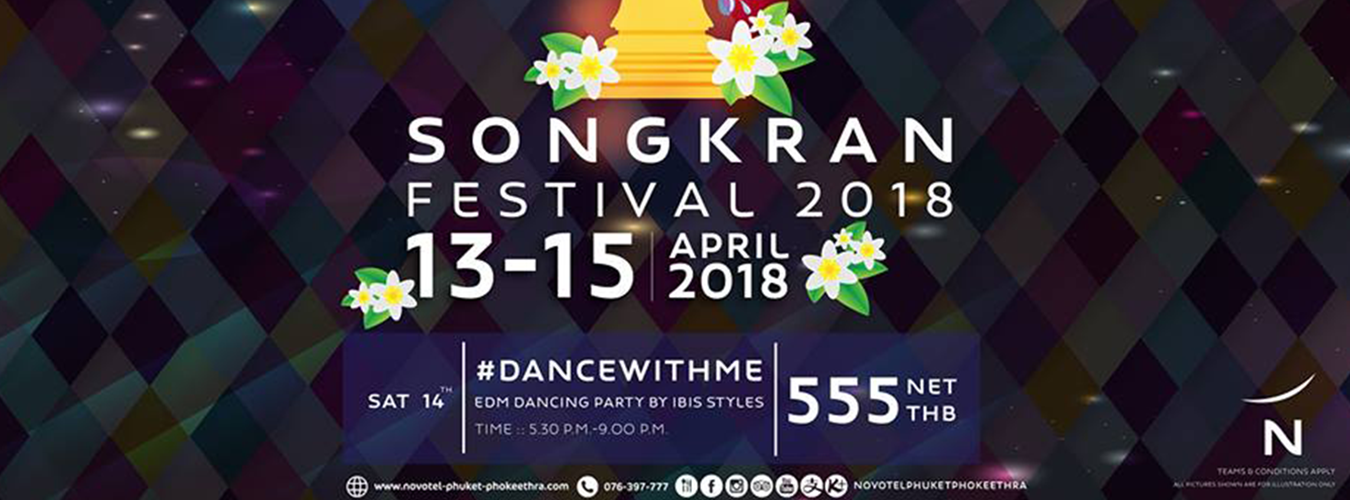 SONGKRAN
FESTIVAL 2018
13-15 APRIL 2018
SAT 14TH
#DANCEWITHME
EDM DANCING PARTY BY IBIS STYLES
TIME :: 5.30 P.M.-9.00 P.M.
555 NET THB
N
TEAMS & CONDITIONS APPLY
ALL PICTURES SHOWN ARE FOR ILLUSTRATION ONLY
www.novotel-phuket-phokeethra.com 076-397-777 NOVOTELPHUKETPHOKEETHRA